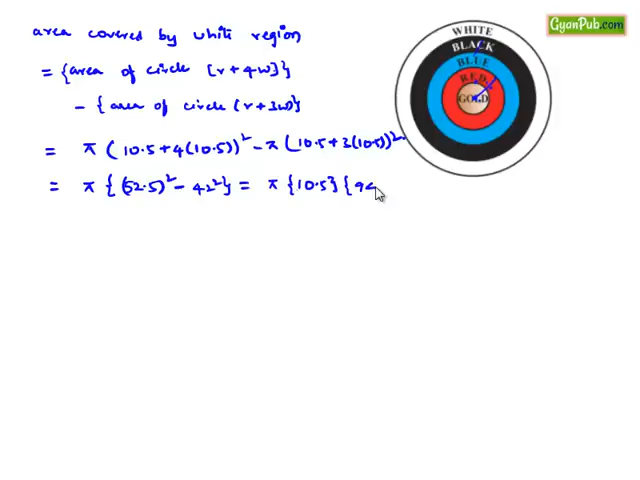 area covered by white region
= {area of circle [r+4w]}
- {area of circle (r+3w)}
= π (10.5+4(10.5))² - π (10.5+3(10.5))².
= π {(52.5)² - 42²} = π {10.5} {94
GyanPub.com
WHITE
BLACK
BLUE
RED
GOLD